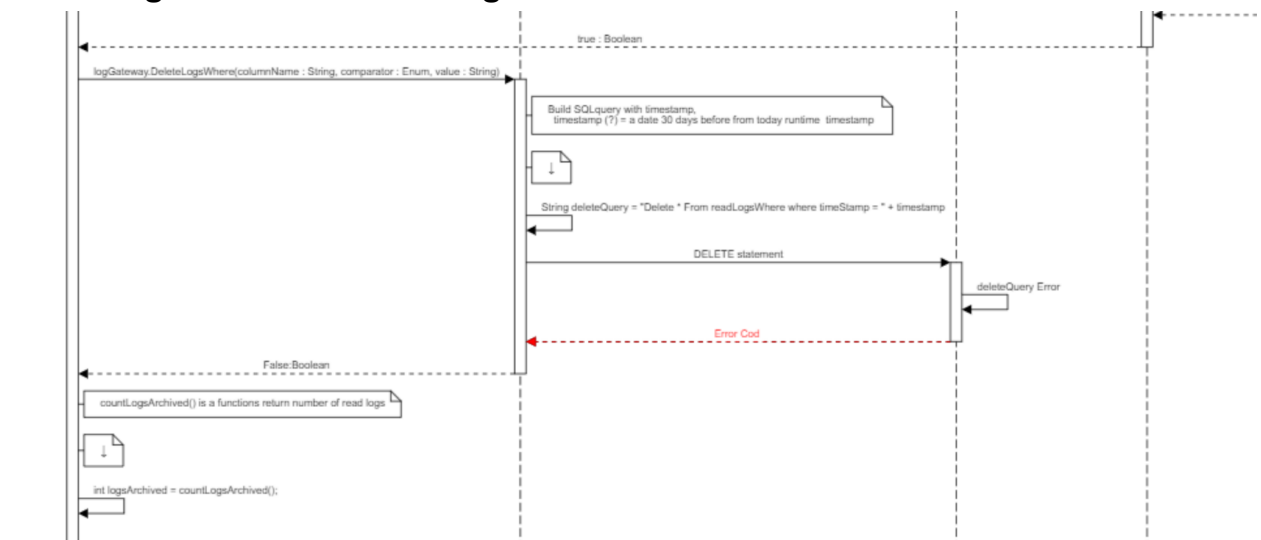 true : Boolean
logGateway.DeleteLogsWhere(columnName : String, comparator : Enum, value : String)
Build SQLquery with timestamp,
timestamp (?) = a date 30 days before from today runtime timestamp
↓
String deleteQuery = "Delete * From readLogsWhere where timeStamp = " + timestamp
DELETE statement
deleteQuery Error
Error Cod
False:Boolean
countLogsArchived() is a functions return number of read logs
↓
int logsArchived = countLogsArchived();